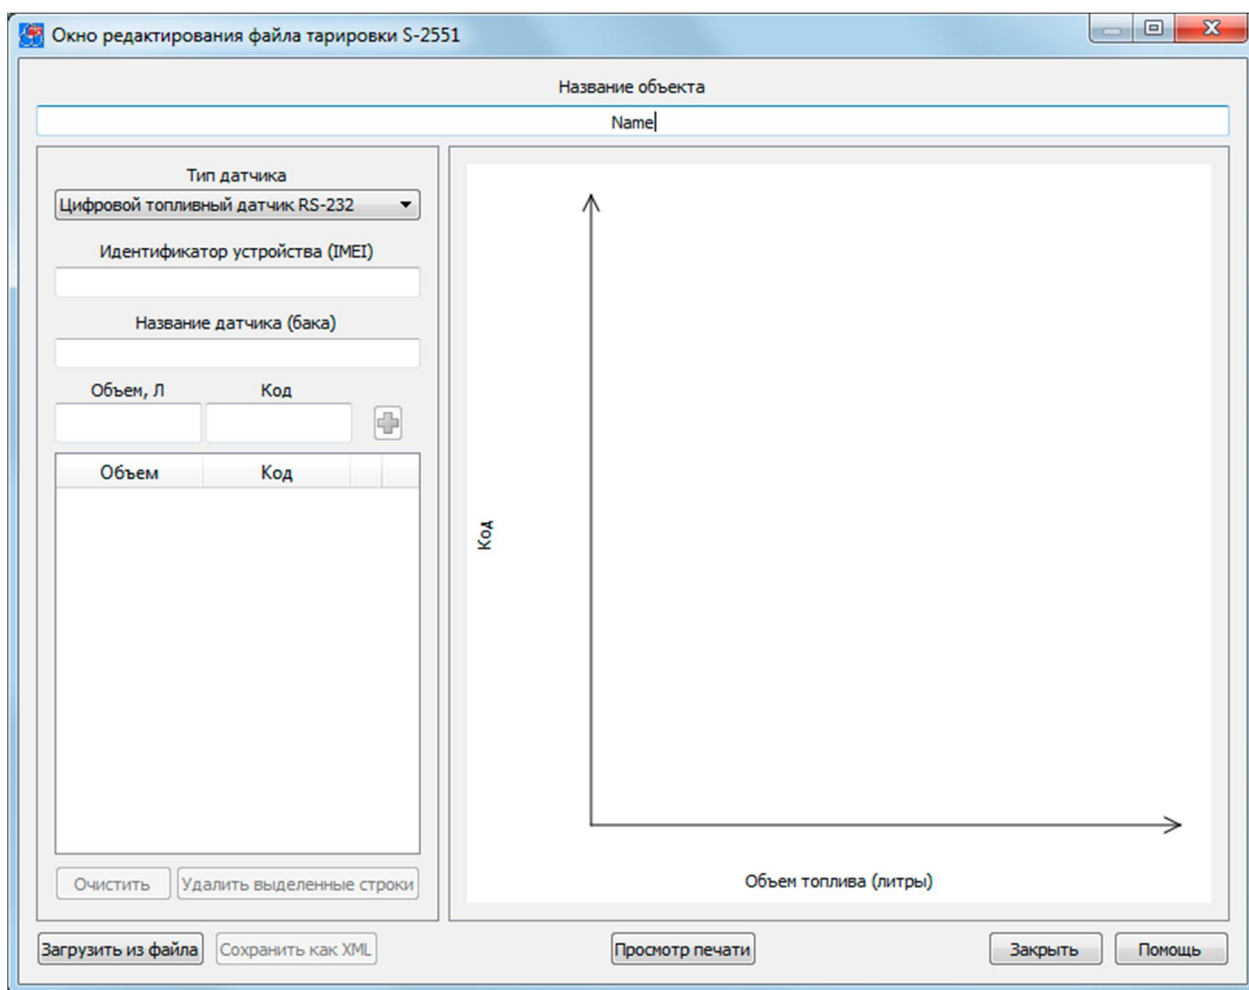 Окно редактирования файла тарировки S-2551
Название объекта
Name
Тип датчика
Цифровой топливный датчик RS-232
Идентификатор устройства (IMEI)
Название датчика (бака)
Объем, Л Код
Объем Код
Код
Объем топлива (литры)
Очистить Удалить выделенные строки
Загрузить из файла Сохранить как XML Просмотр печати Закрыть Помощь